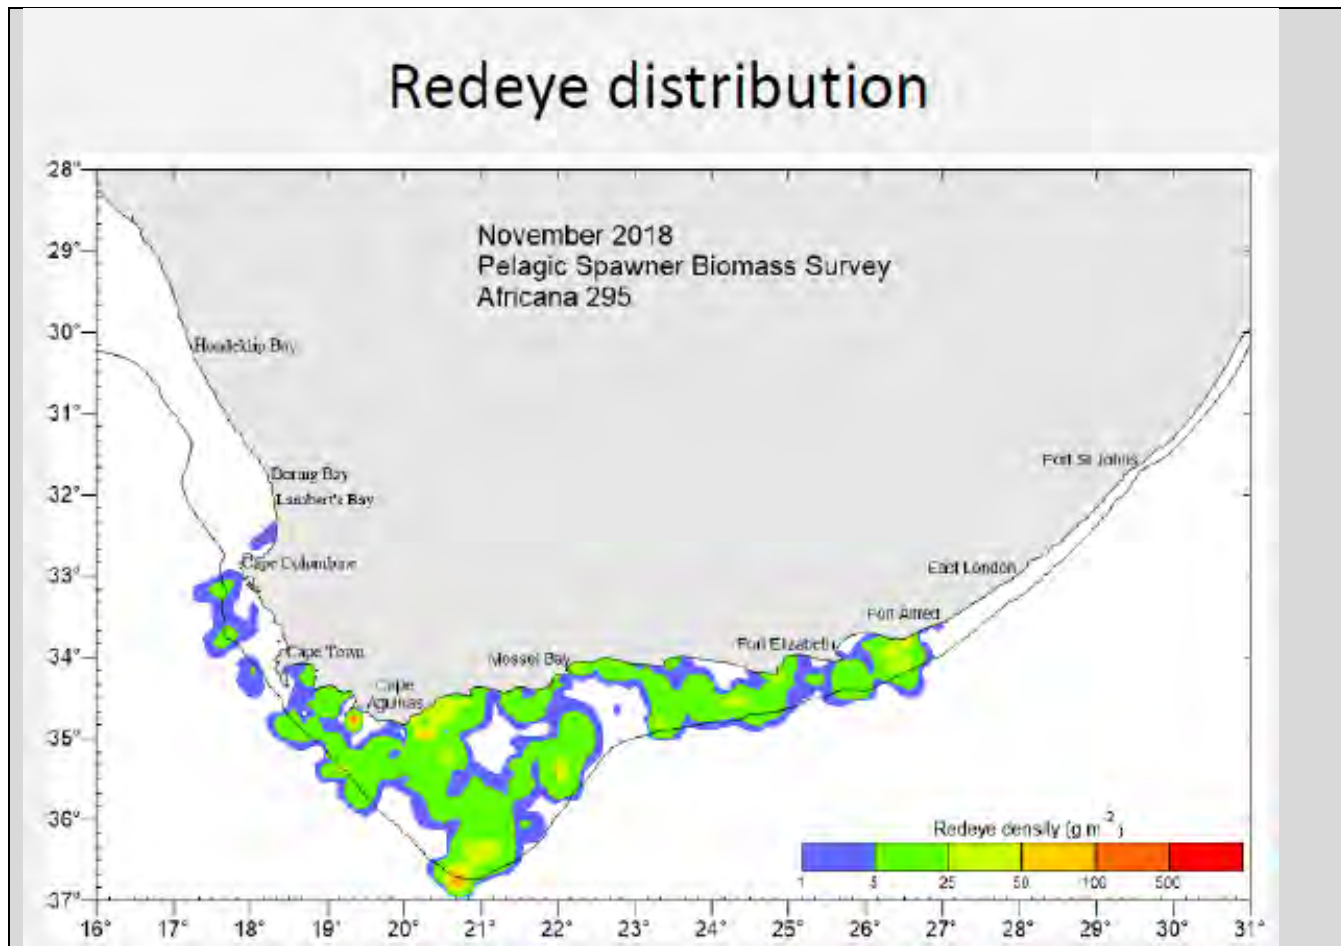 Redeye distribution
28°
November 2018
Pelagic Spawner Biomass Survey
Africana 295
29°
30°
Hondeklip Bay
31°
Port St Johns
Doring Bay
32°
Lambert's Bay
Cape Columbine
33°
East London
Port Alfred
Port Elizabeth
Cape Town
Mossel Bay
34°
Cape
Agulhas
35°
36°
Redeye density (g m-2)
1 5 25 50 100 500
37°
16° 17° 18° 19° 20° 21° 22° 23° 24° 25° 26° 27° 28° 29° 30° 31°